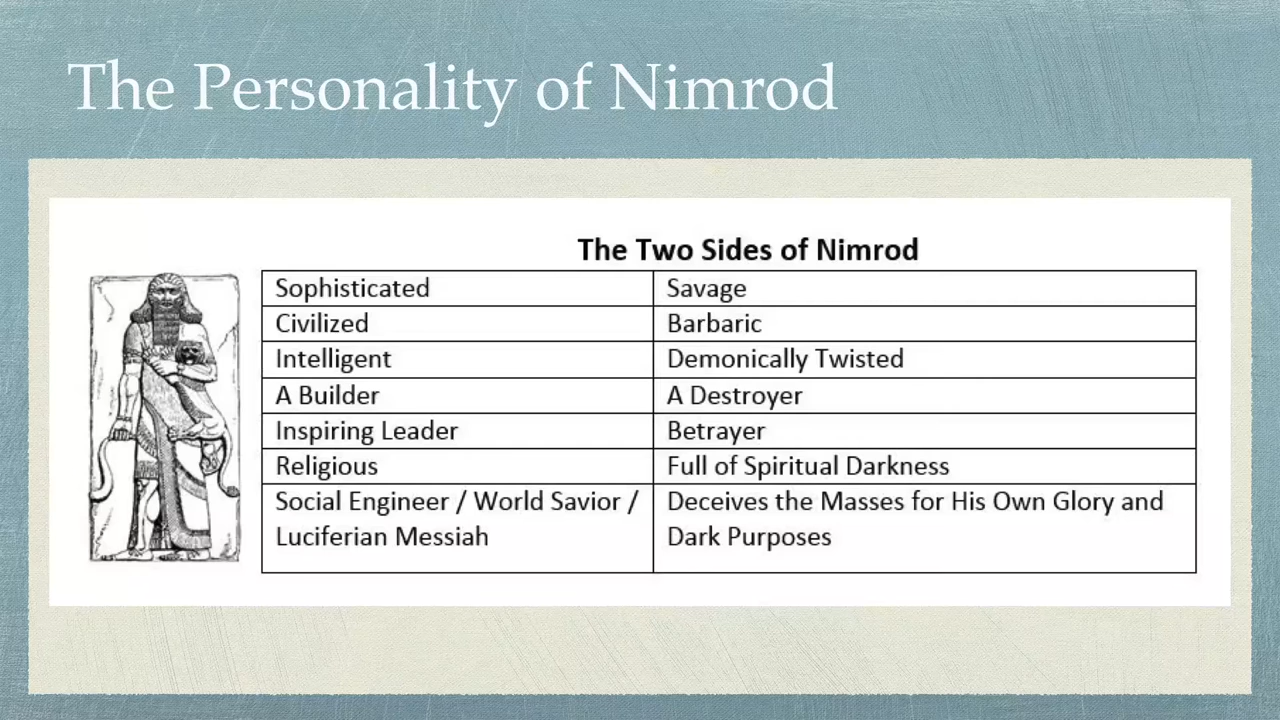 The Personality of Nimrod
The Two Sides of Nimrod
Sophisticated Savage
Civilized Barbaric
Intelligent Demonically Twisted
A Builder A Destroyer
Inspiring Leader Betrayer
Religious Full of Spiritual Darkness
Social Engineer / World Savior / Deceives the Masses for His Own Glory and
Luciferian Messiah Dark Purposes